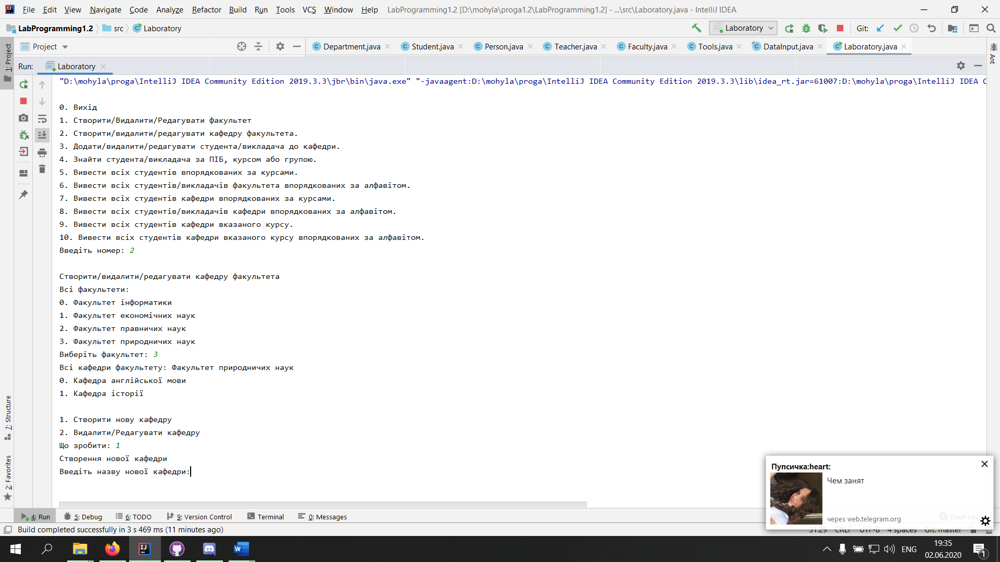 File Edit View Navigate Code Analyze Refactor Build Run Tools VCS Window Help LabProgramming1.2 [D:\mohyla\proga1.2\LabProgramming1.2] - ...\src\Laboratory.java - IntelliJ IDEA
LabProgramming1.2 src Laboratory Laboratory Git:
Project Department.java Student.java Person.java Teacher.java Faculty.java Tools.java DataInput.java Laboratory.java
1: Project
Ant
Run: Laboratory
"D:\mohyla\proga\IntelliJ IDEA Community Edition 2019.3.3\jbr\bin\java.exe" "-javaagent:D:\mohyla\proga\IntelliJ IDEA Community Edition 2019.3.3\lib\idea_rt.jar=61007:D:\mohyla\proga\IntelliJ IDEA C
0. Вихід
1. Створити/Видалити/Редагувати факультет
2. Створити/видалити/редагувати кафедру факультета.
3. Додати/видалити/редагувати студента/викладача до кафедри.
4. Знайти студента/викладача за ПІБ, курсом або групою.
5. Вивести всіх студентів впорядкованих за курсами.
6. Вивести всіх студентів/викладачів факультета впорядкованих за алфавітом.
7. Вивести всіх студентів кафедри впорядкованих за курсами.
8. Вивести всіх студентів/викладачів кафедри впорядкованих за алфавітом.
9. Вивести всіх студентів кафедри вказаного курсу.
10. Вивести всіх студентів кафедри вказаного курсу впорядкованих за алфавітом.
Введіть номер: 2
Створити/видалити/редагувати кафедру факультета
Всі факультети:
0. Факультет інформатики
1. Факультет економічних наук
2. Факультет правничих наук
3. Факультет природничих наук
Виберіть факультет: 3
Всі кафедри факультету: Факультет природничих наук
0. Кафедра англійської мови
1. Кафедра історії
1. Створити нову кафедру
2. Видалити/Редагувати кафедру
Що зробити: 1
Створення нової кафедри
Введіть назву нової кафедри:
7: Structure
2: Favorites
Пупсичка:heart:
Чем занят
через web.telegram.org
4: Run 5: Debug 6: TODO 9: Version Control Terminal 0: Messages Event Log
Build completed successfully in 3 s 469 ms (11 minutes ago) 31:29 CRLF UTF-8 4 spaces Git: master
ENG 19:35
02.06.2020 1